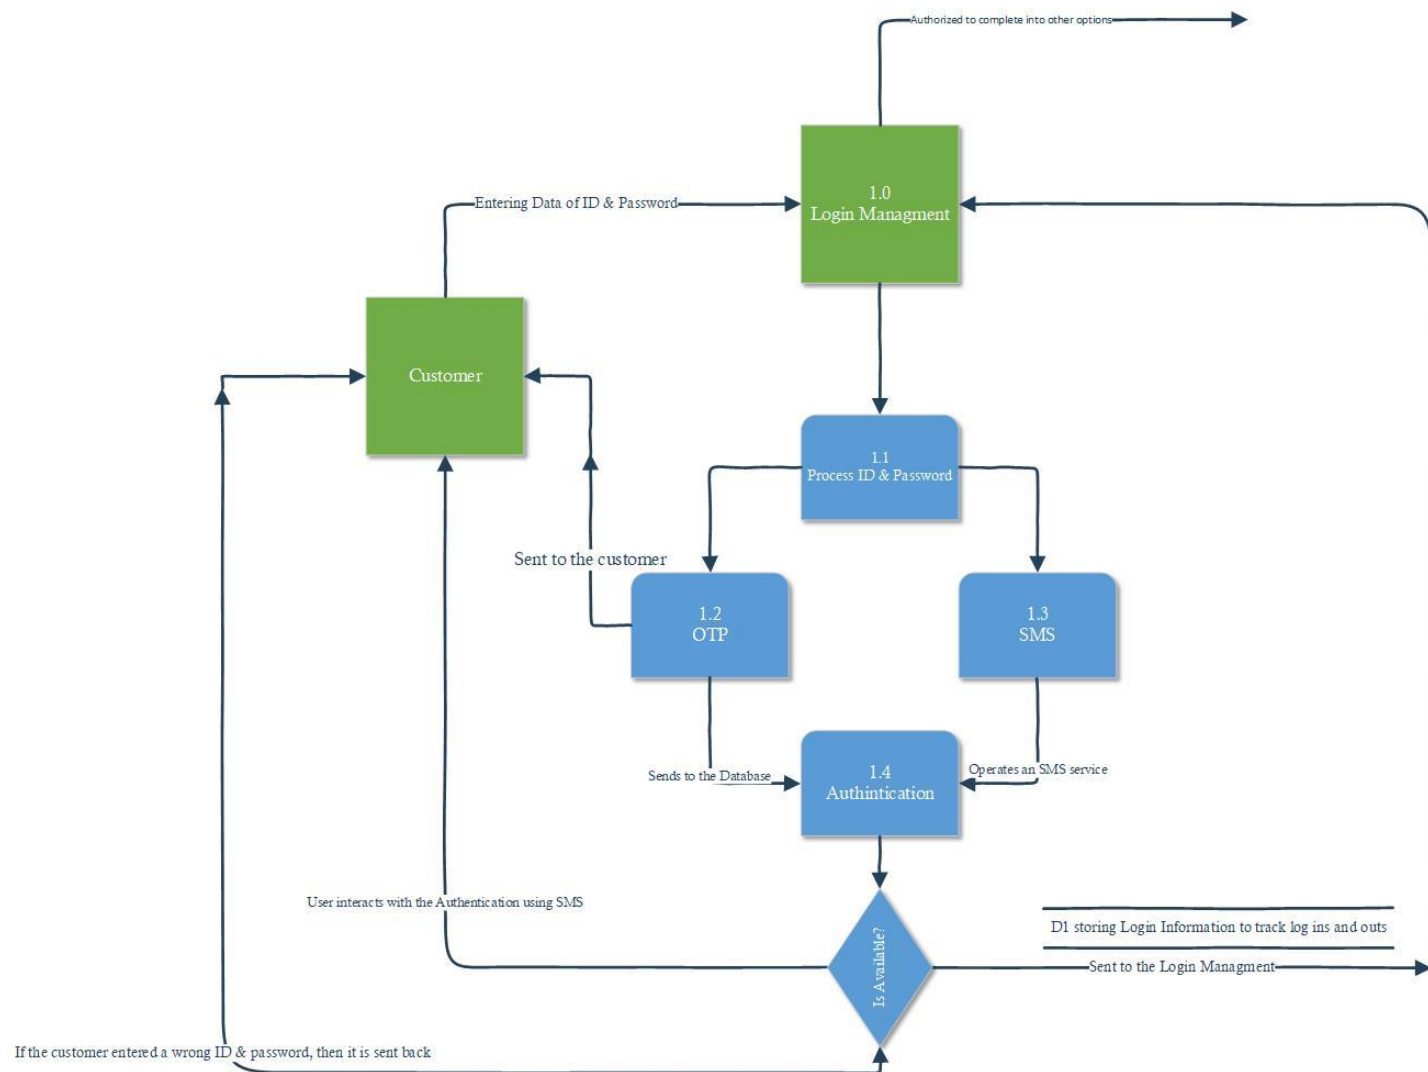 Authorized to complete into other options
1.0
Login Managment
Entering Data of ID & Password
Customer
1.1
Process ID & Password
Sent to the customer
1.2
OTP
1.3
SMS
Sends to the Database
1.4
Authintication
Operates an SMS service
User interacts with the Authentication using SMS
Is Available?
D1 storing Login Information to track log ins and outs
Sent to the Login Managment
If the customer entered a wrong ID & password, then it is sent back